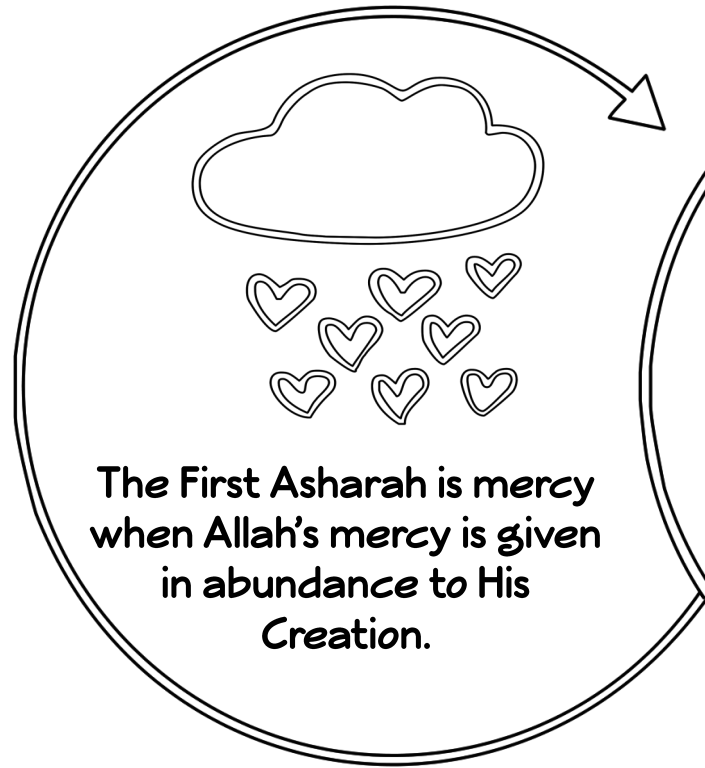 The First Asharah is mercy
when Allah’s mercy is given
in abundance to His
Creation.